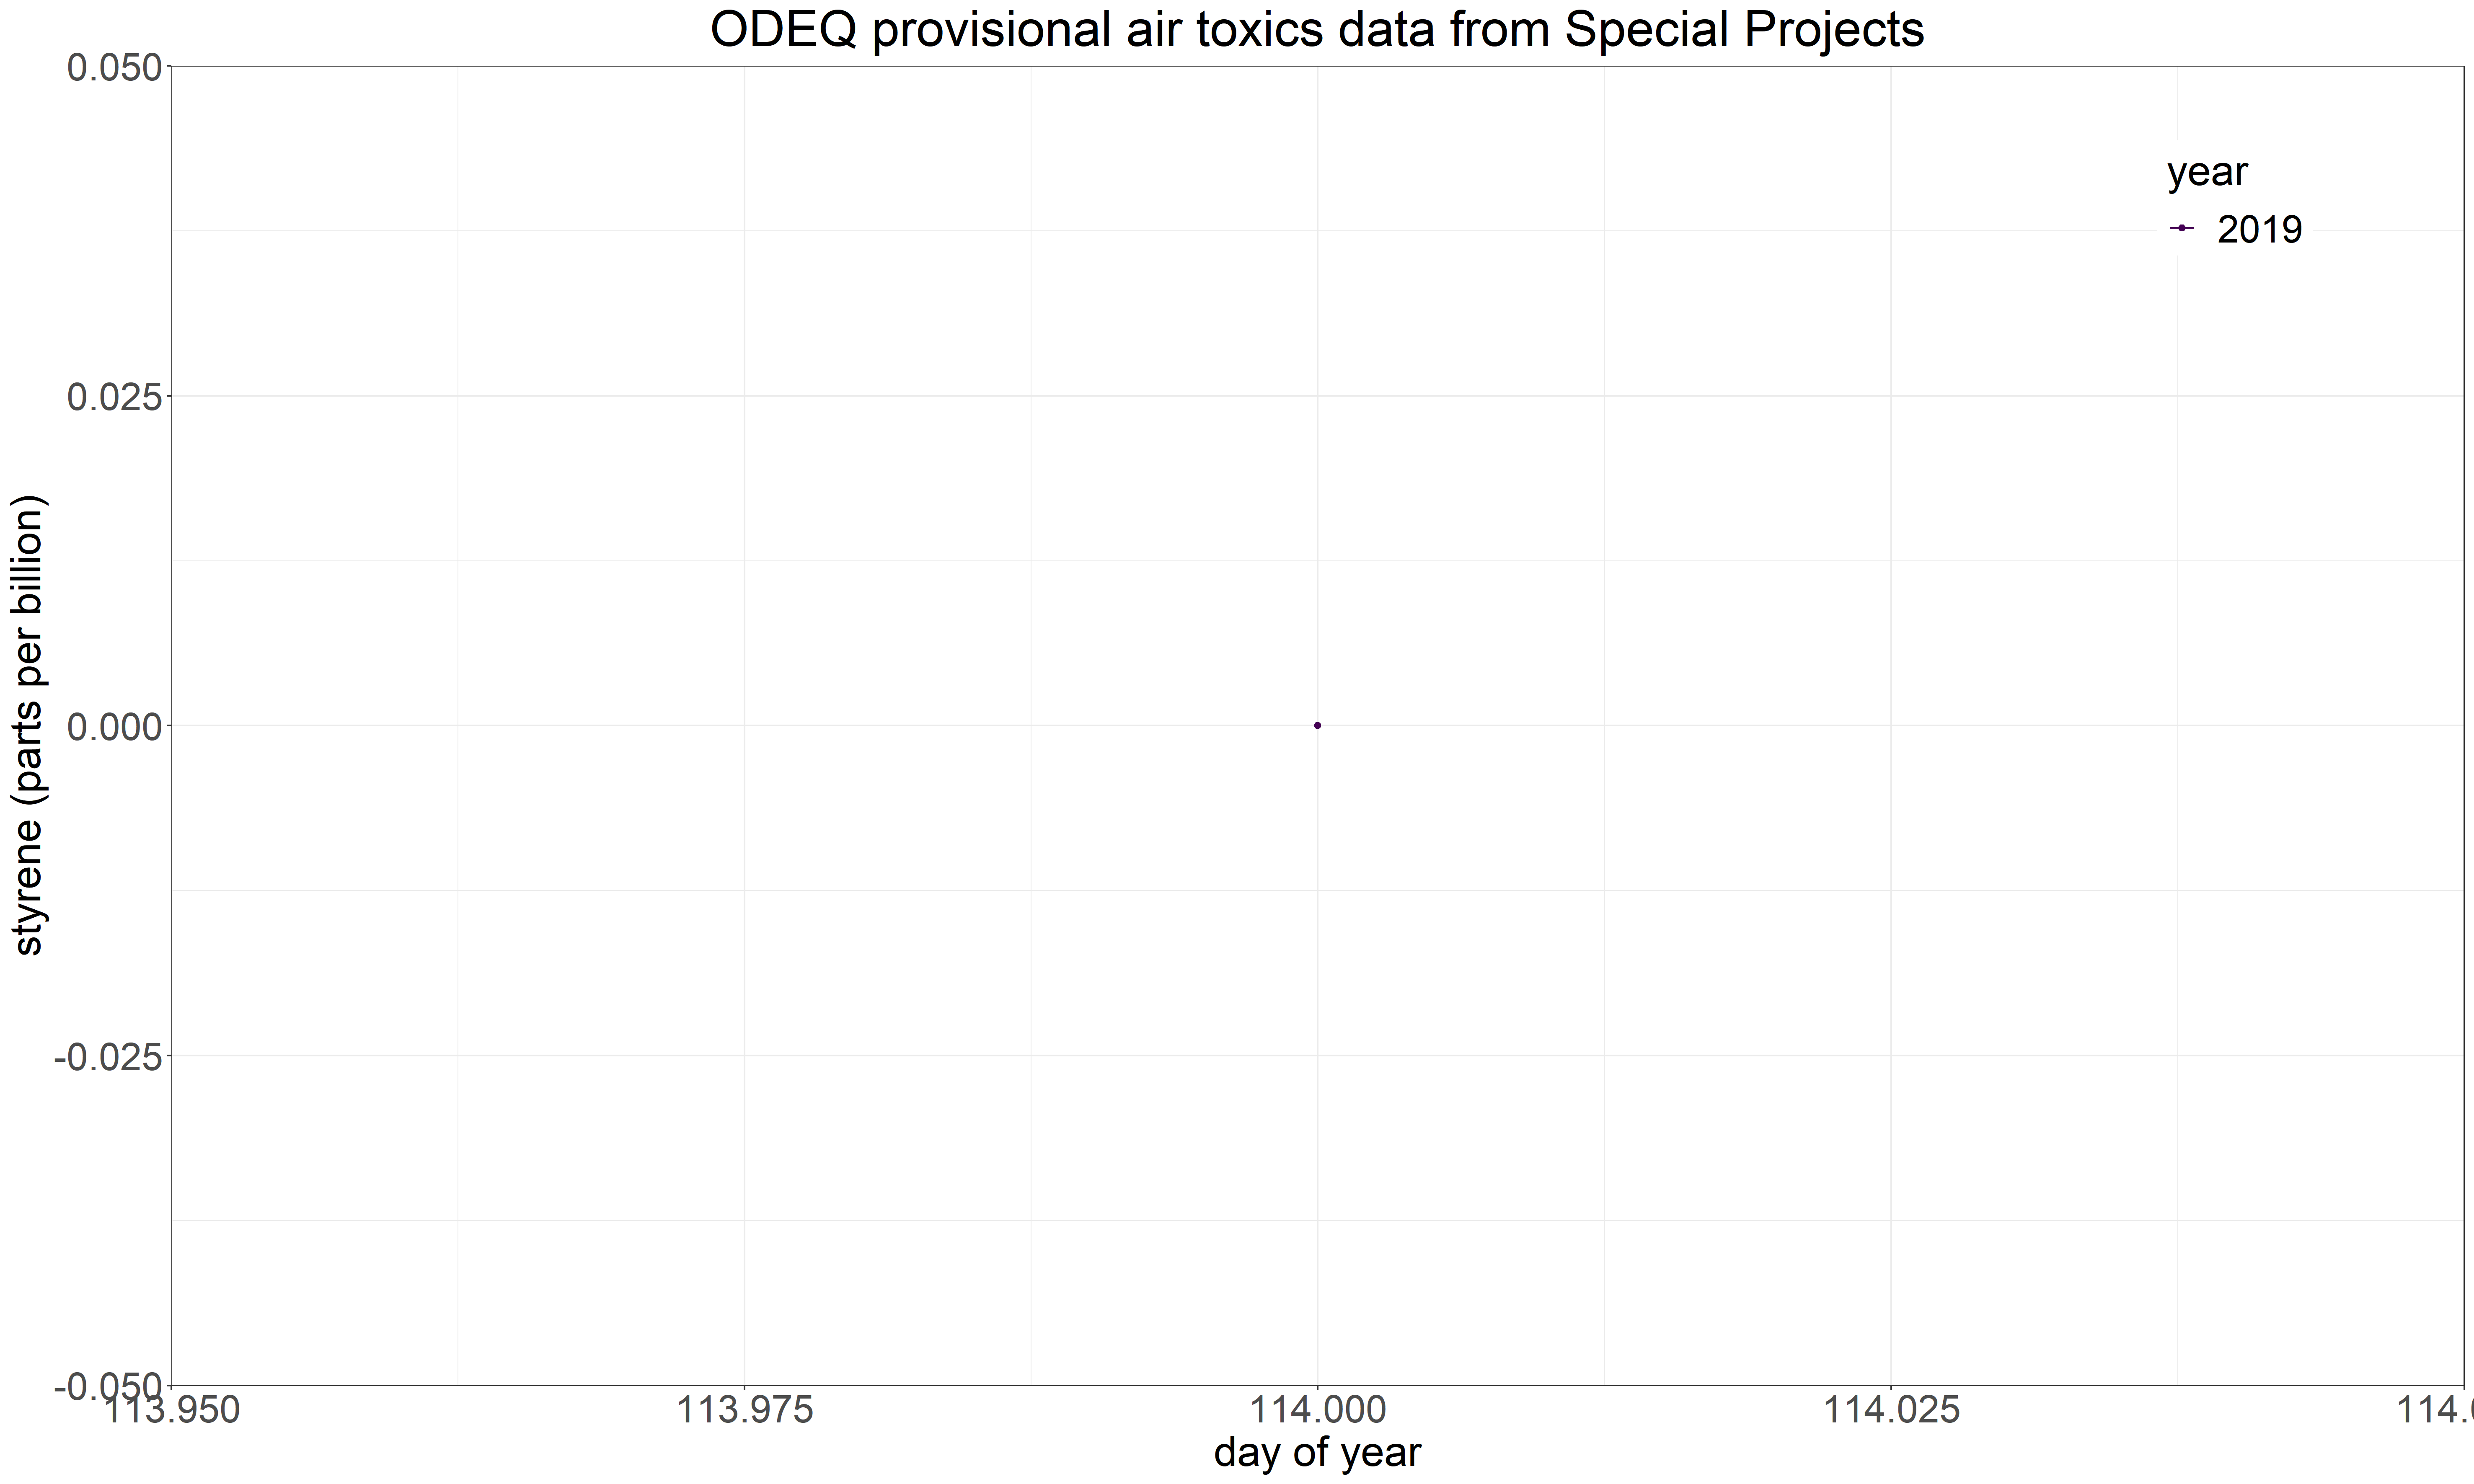 ODEQ provisional air toxics data from Special Projects
0.050
0.025
0.000
-0.025
-0.050
styrene (parts per billion)
year
2019
113.950
113.975
114.000
114.025
day of year